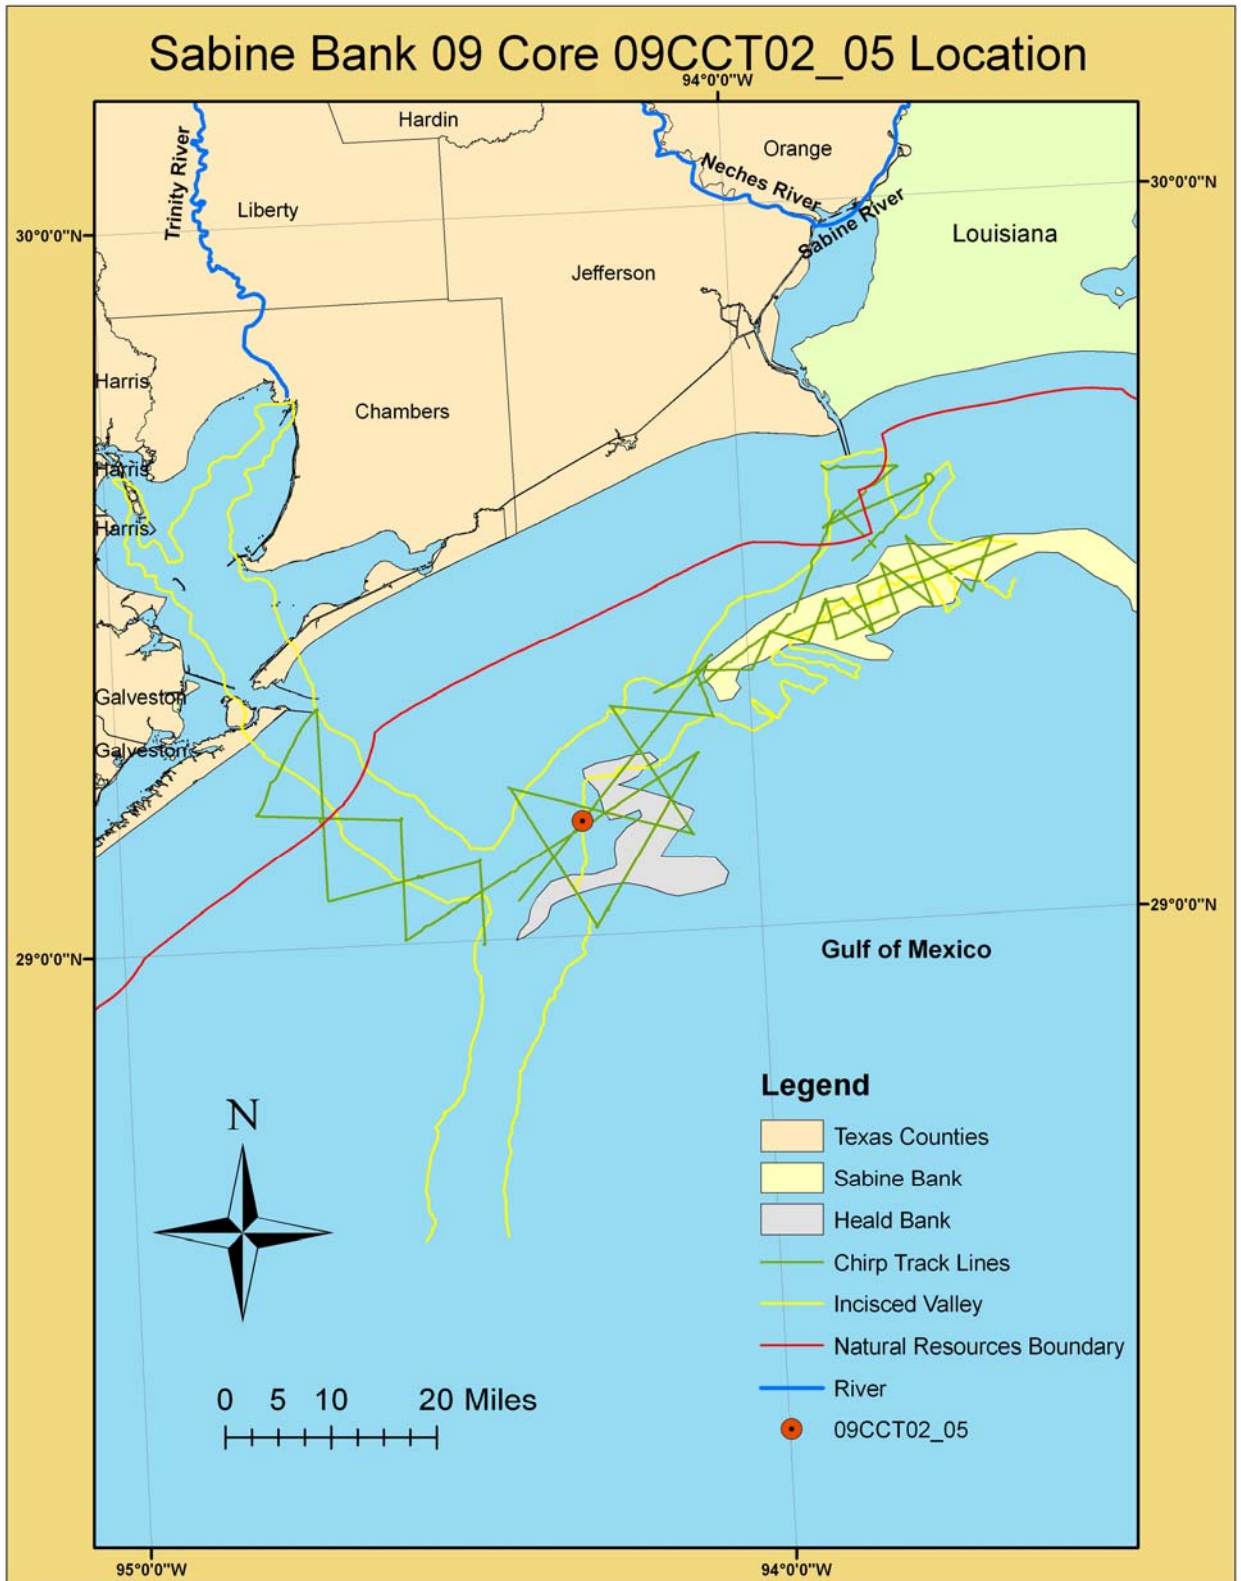 Sabine Bank 09 Core 09CCT02_05 Location
94°0'0"W
Hardin
Orange
Trinity River
Neches River
30°0'0"N
Liberty
Sabine River
Louisiana
30°0'0"N
Jefferson
Harris
Chambers
Harris
Harris
Galveston
Galveston
29°0'0"N
Gulf of Mexico
29°0'0"N
Legend
N
Texas Counties
Sabine Bank
Heald Bank
Chirp Track Lines
Incisced Valley
Natural Resources Boundary
0 5 10 20 Miles
River
09CCT02_05
95°0'0"W
94°0'0"W